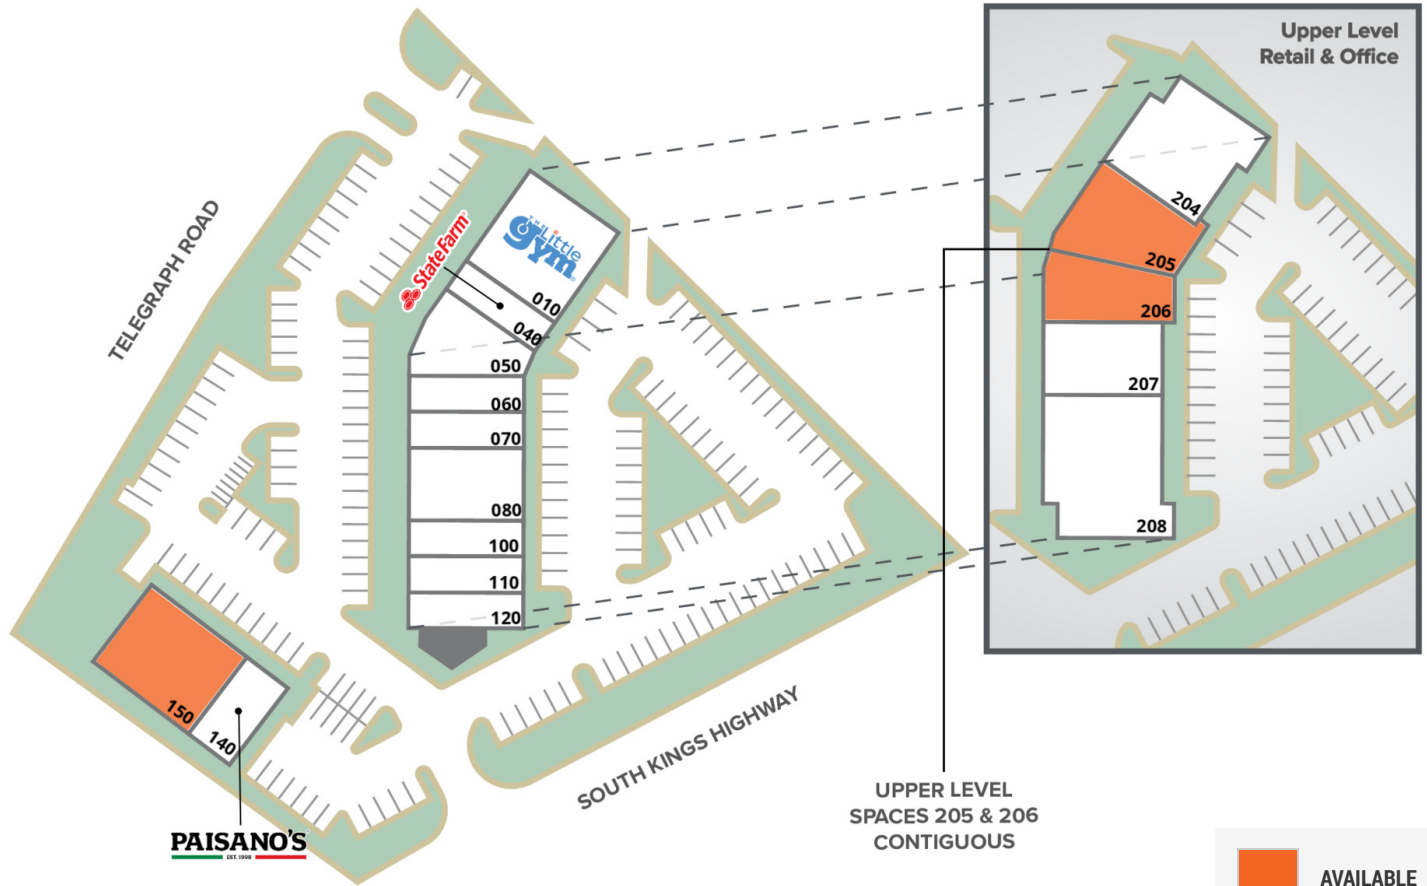 Upper Level
Retail & Office
TELEGRAPH ROAD
StateFarm
The Little
gym
010
040
050
060
070
080
100
110
120
150
140
PAISANO'S
EST. 1998
SOUTH KINGS HIGHWAY
204
205
206
207
208
UPPER LEVEL
SPACES 205 & 206
CONTIGUOUS
AVAILABLE